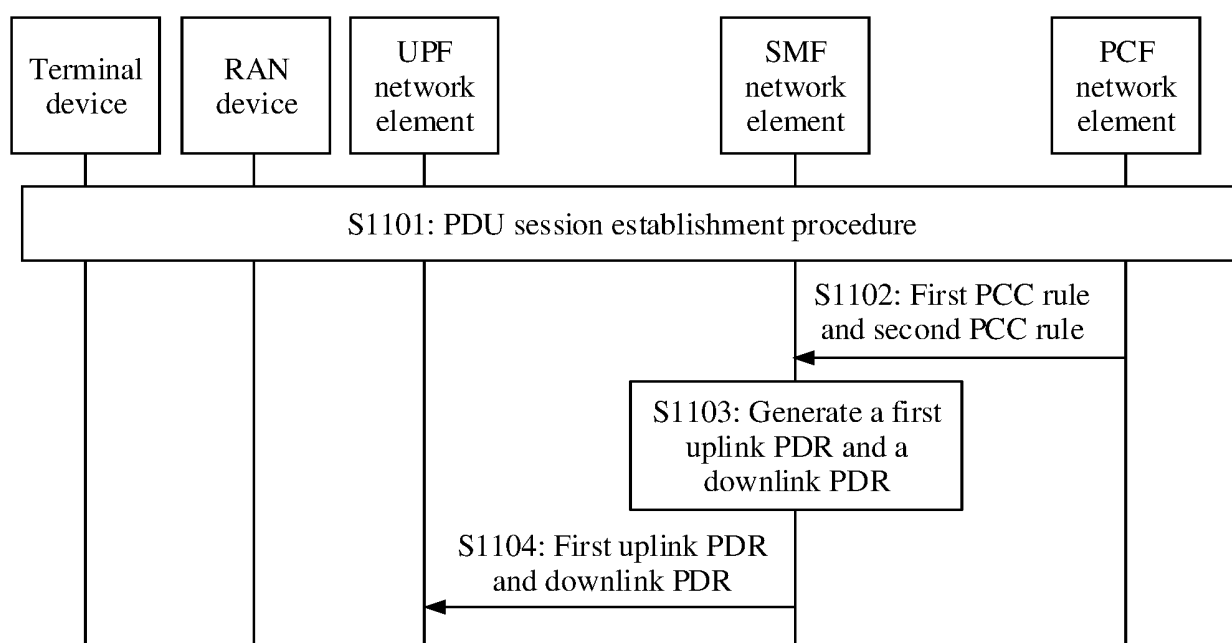 Terminal
device
RAN
device
UPF
network
element
SMF
network
element
PCF
network
element
S1101: PDU session establishment procedure
S1102: First PCC rule
and second PCC rule
S1103: Generate a first
uplink PDR and a
downlink PDR
S1104: First uplink PDR
and downlink PDR